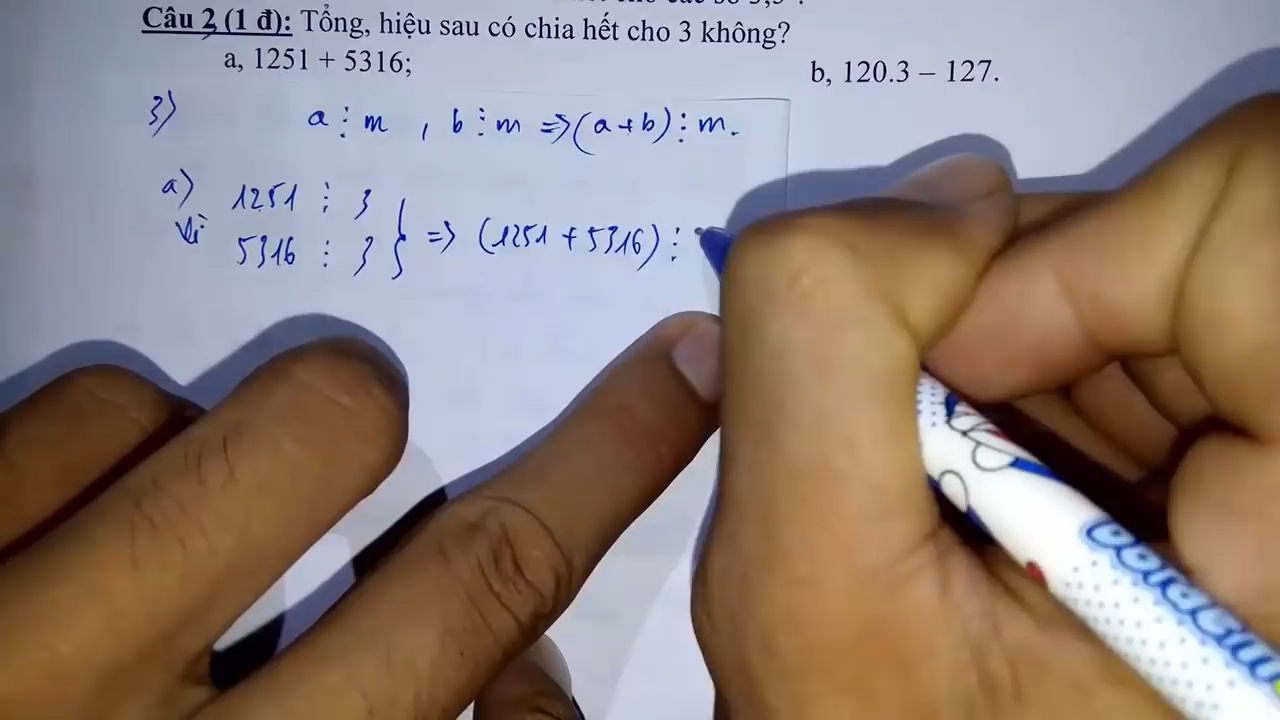 Câu 2 (1 đ): Tổng, hiệu sau có chia hết cho 3 không?
a, 1251 + 5316;
b, 120.3 – 127.
3) a ⋮ m , b ⋮ m => (a+b) ⋮ m.
a) 1251 ⋮ 3
Vì 5316 ⋮ 3 } => (1251 + 5316) ⋮